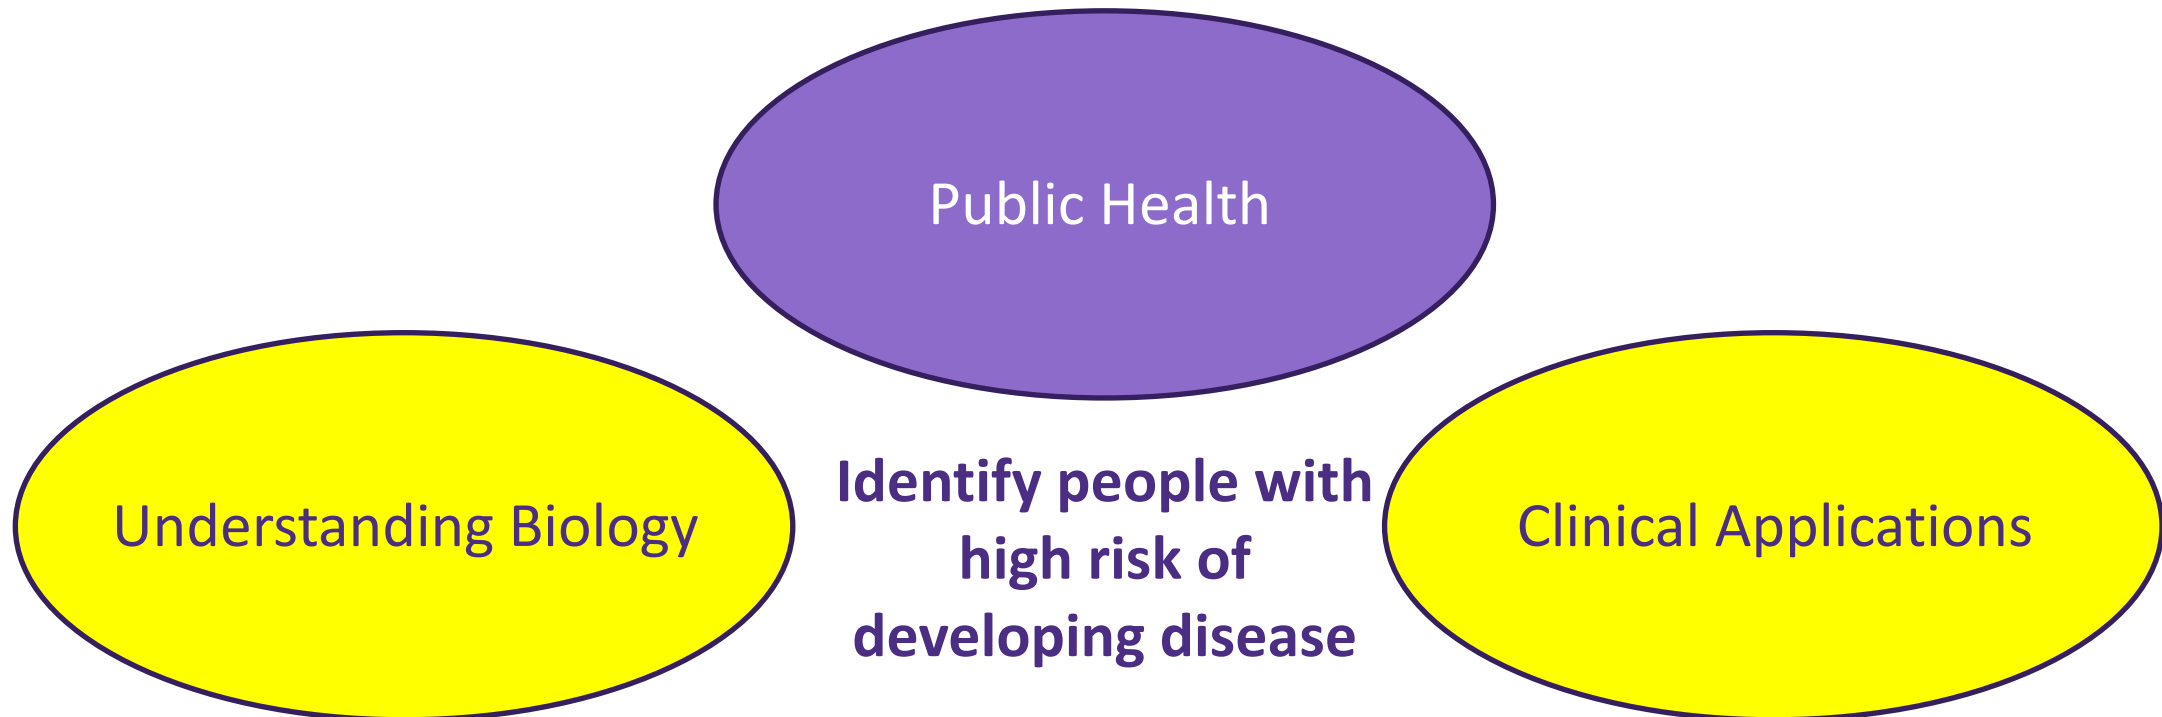 Public Health
Understanding Biology
Identify people with
high risk of
developing disease
Clinical Applications